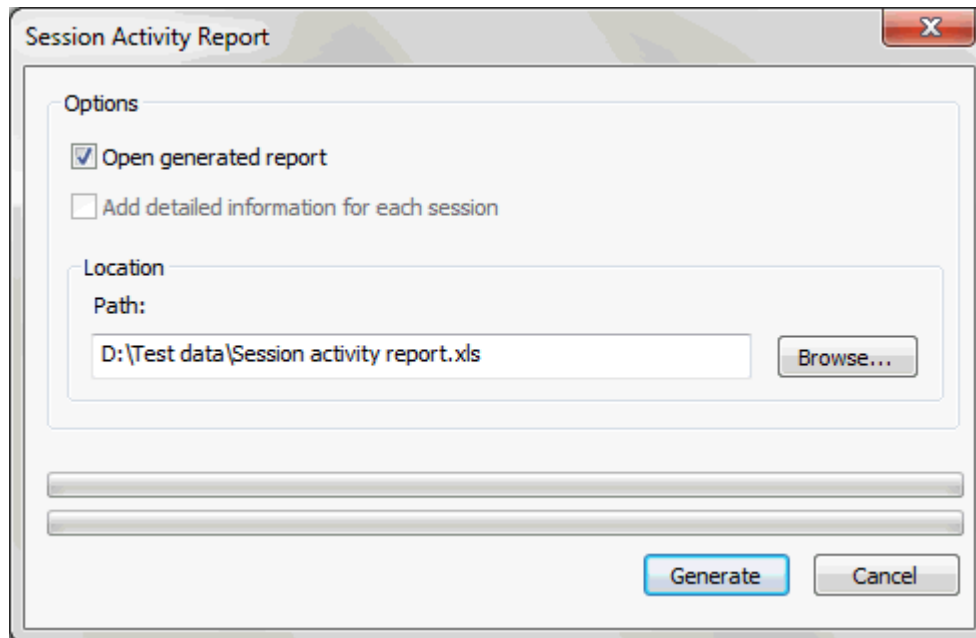 Session Activity Report
Options
Open generated report
Add detailed information for each session
Location
Path:
D:\Test data\Session activity report.xls
Browse...
Generate
Cancel